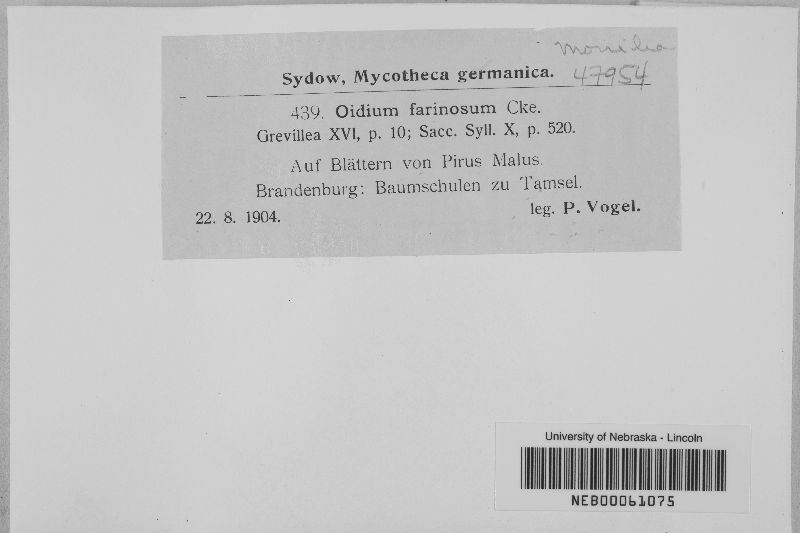 Monilia
Sydow, Mycotheca germanica. 47954
439. Oidium farinosum Cke.
Grevillea XVI, p. 10; Sacc. Syll. X, p. 520.
Auf Blättern von Pirus Malus.
Brandenburg: Baumschulen zu Tamsel.
22. 8. 1904. leg. P. Vogel.
University of Nebraska - Lincoln
NEB00061075